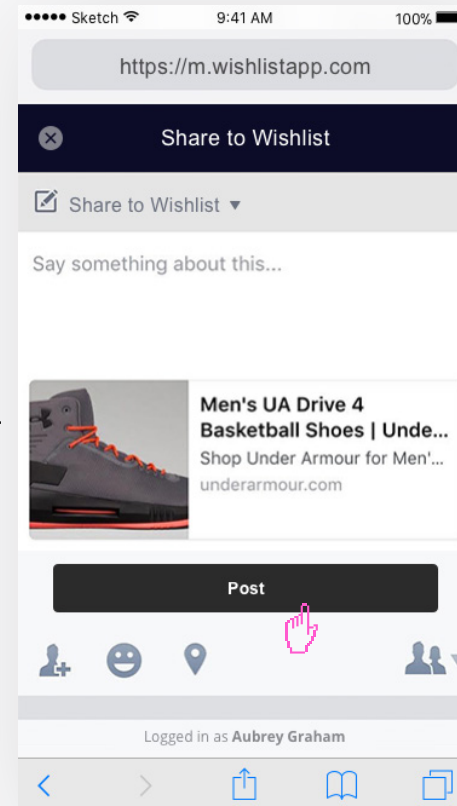 Sketch 9:41 AM 100%
https://m.wishlistapp.com
Share to Wishlist
Share to Wishlist
Say something about this...
Men's UA Drive 4
Basketball Shoes | Unde...
Shop Under Armour for Men'...
underarmour.com
Post
Logged in as Aubrey Graham